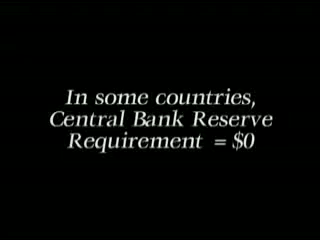 In some countries,
Central Bank Reserve
Requirement = $0